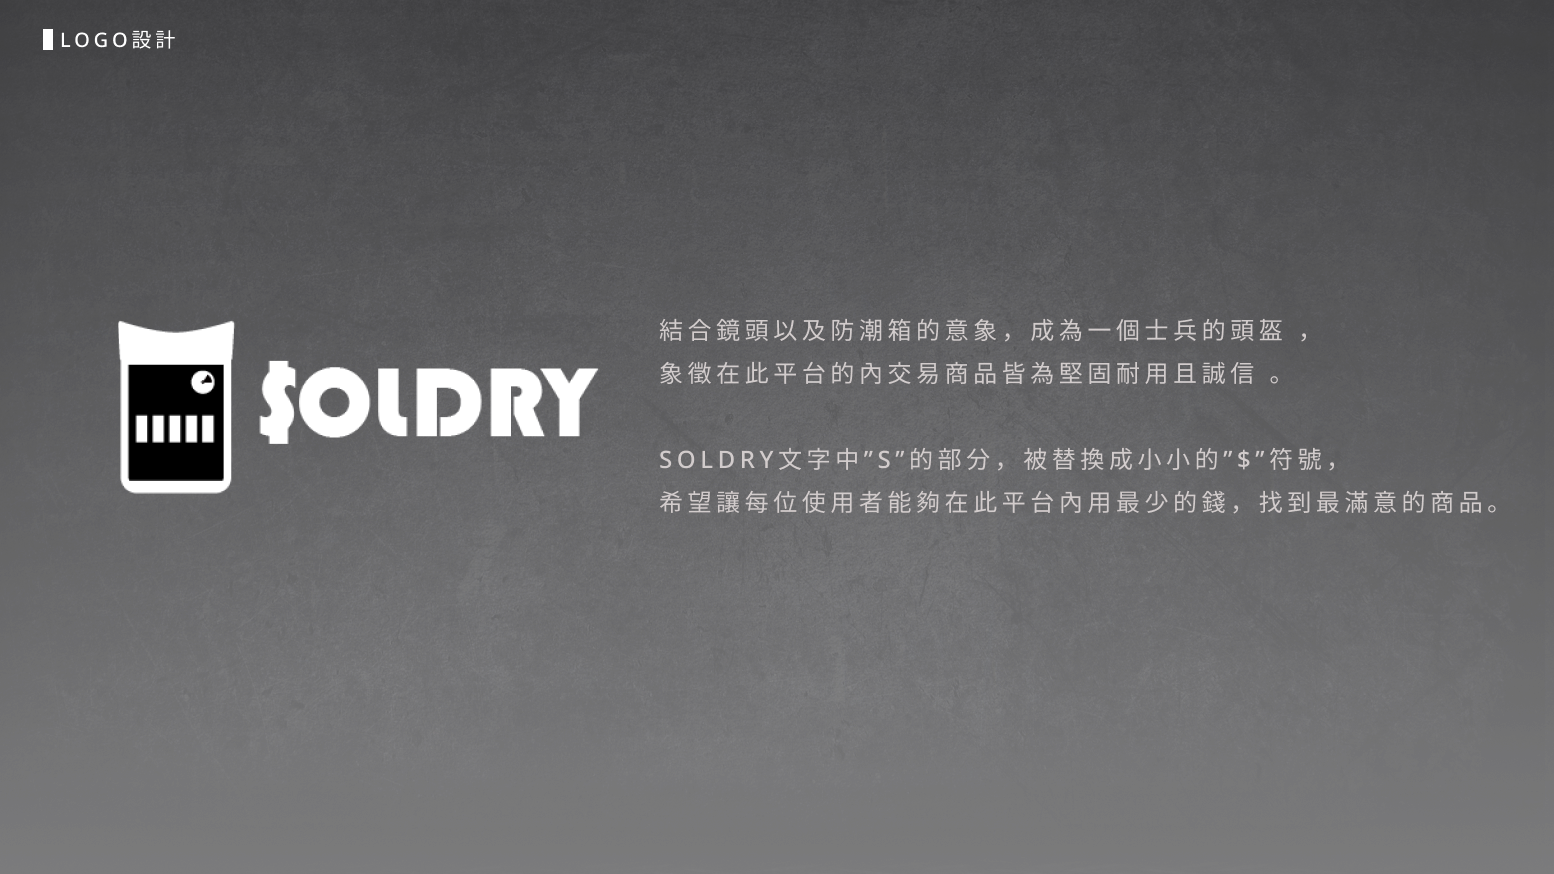 LOGO設計
$OLDRY
結合鏡頭以及防潮箱的意象，成為一個士兵的頭盔 ，
象徵在此平台的內交易商品皆為堅固耐用且誠信 。
SOLDRY文字中”S”的部分，被替換成小小的”$”符號，
希望讓每位使用者能夠在此平台內用最少的錢，找到最滿意的商品。